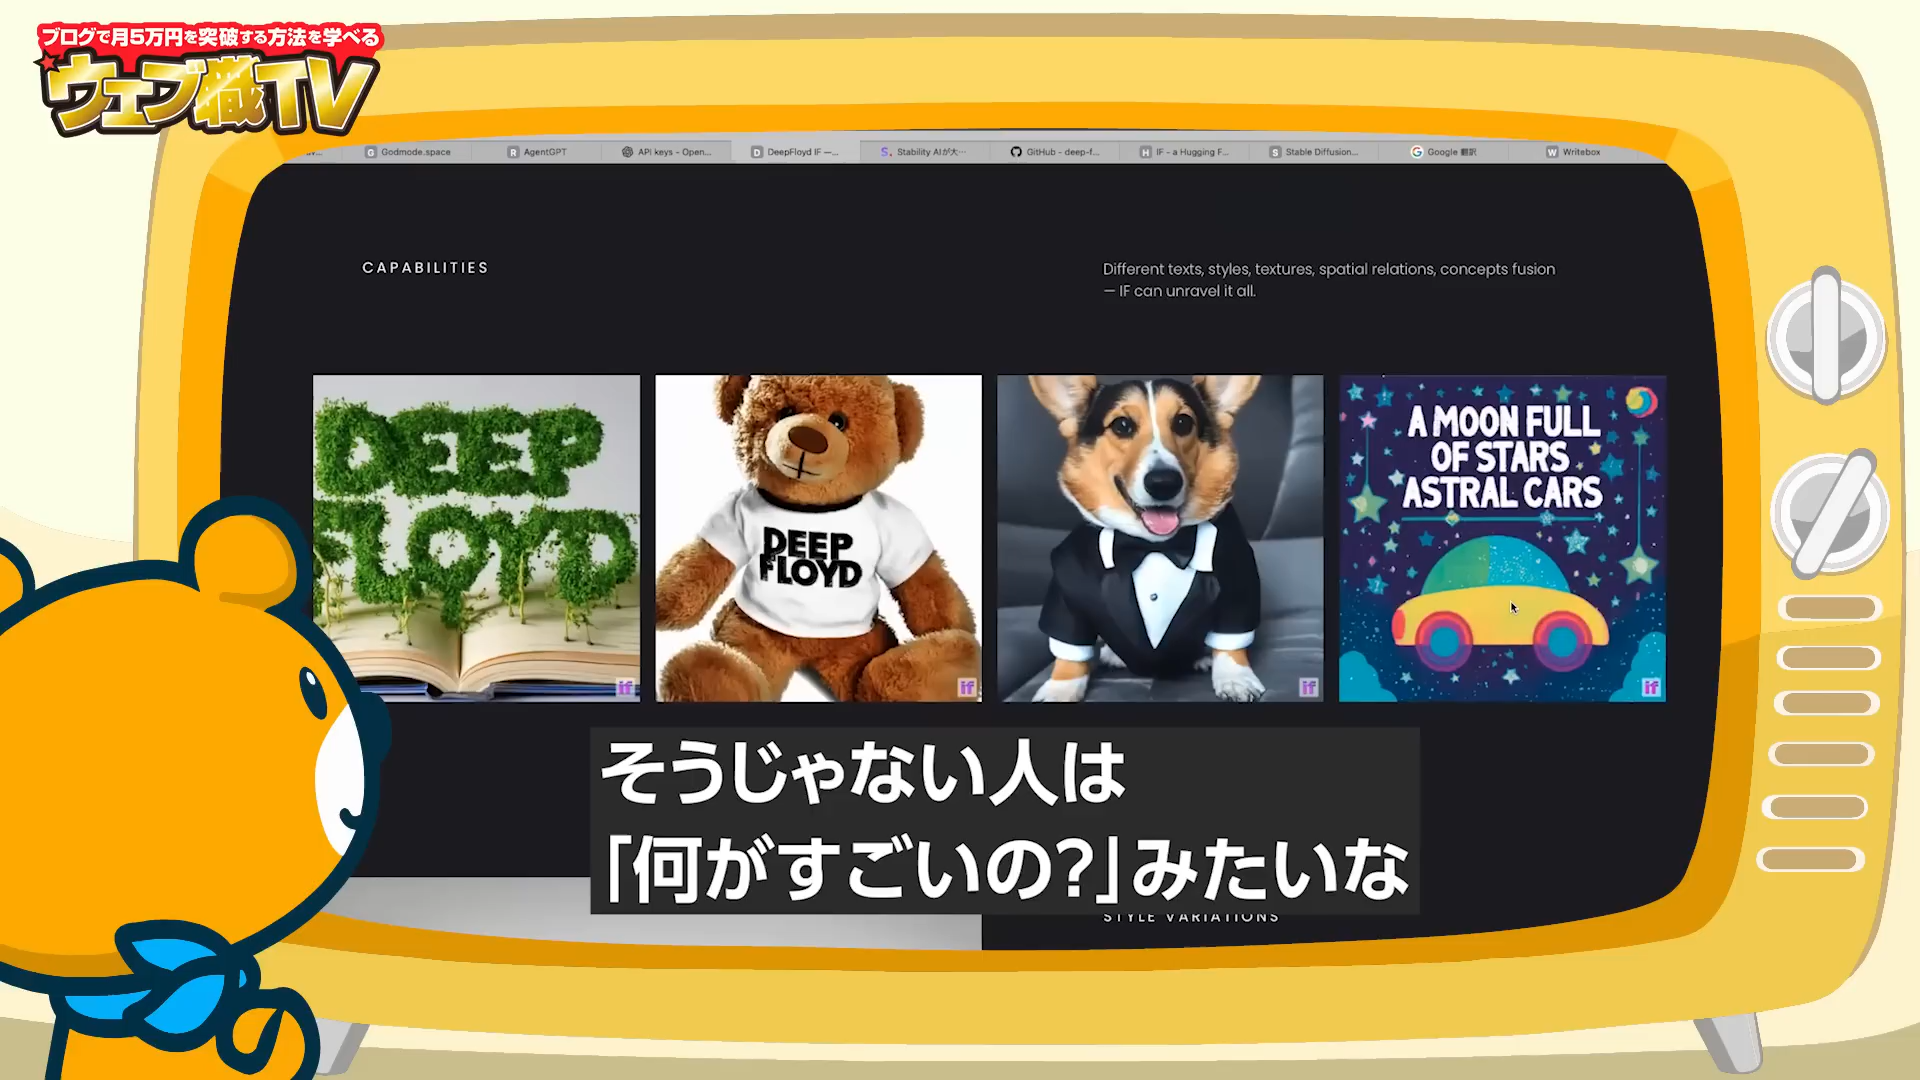 ブログで月5万円を突破する方法を学べる
ウェブ職TV
Godmode.space
AgentGPT
API keys - Open...
DeepFloyd IF —...
Stability AIが大…
GitHub - deep-f...
IF - a Hugging F...
Stable Diffusion...
Google 翻訳
Writebox
CAPABILITIES
Different texts, styles, textures, spatial relations, concepts fusion
— IF can unravel it all.
DEEP
FLOYD
if
DEEP
FLOYD
if
if
A MOON FULL
OF STARS
ASTRAL CARS
if
そうじゃない人は
「何がすごいの?」みたいな
STYLE VARIATIONS